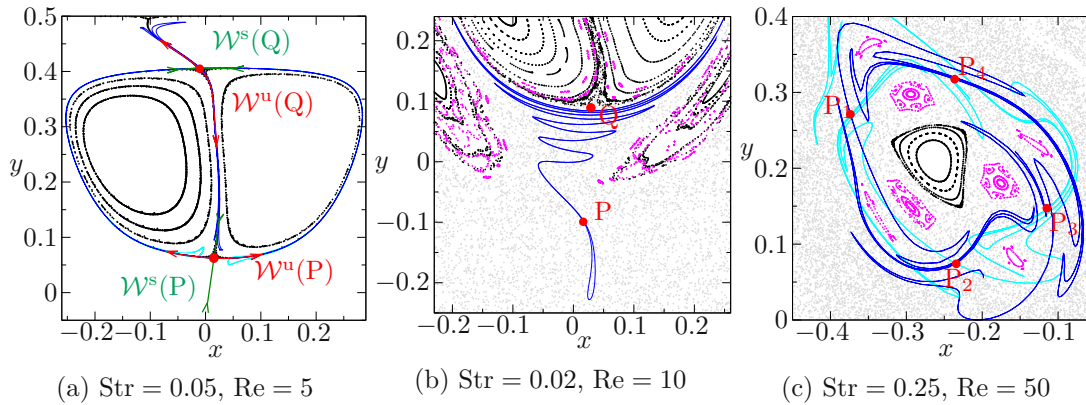 0.5
0.4
0.3
0.2
0.1
0
y
−0.2
−0.1
0
0.1
0.2
x
𝒲ˢ(Q)
𝒲ᵘ(Q)
𝒲ˢ(P)
𝒲ᵘ(P)
(a) Str = 0.05, Re = 5
0.2
0.1
0
−0.1
−0.2
y
−0.2
−0.1
0
0.1
0.2
x
Q
P
(b) Str = 0.02, Re = 10
0.4
0.3
0.2
0.1
0
y
−0.4
−0.3
−0.2
−0.1
x
P₄
P
P₃
P₂
(c) Str = 0.25, Re = 50